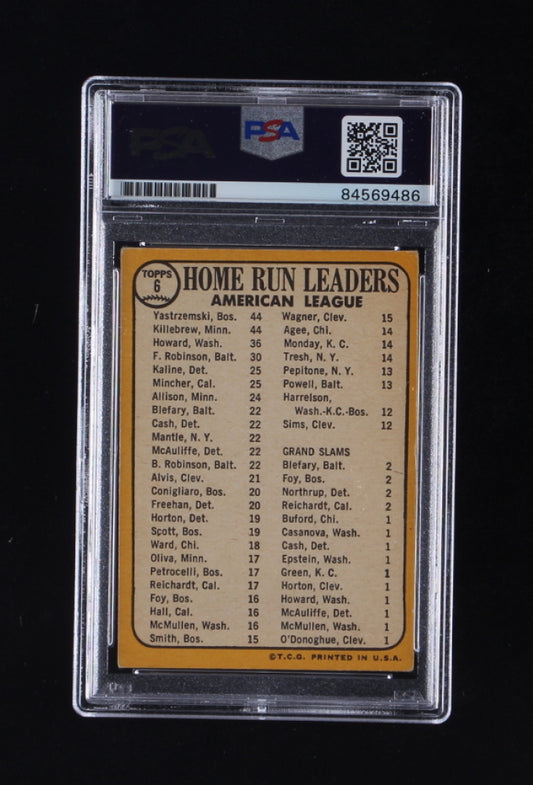 PSA
PSA
84569486
TOPPS
6
HOME RUN LEADERS
AMERICAN LEAGUE
Yastrzemski, Bos. 44
Killebrew, Minn. 44
Howard, Wash. 36
F. Robinson, Balt. 30
Kaline, Det. 25
Mincher, Cal. 25
Allison, Minn. 24
Blefary, Balt. 22
Cash, Det. 22
Mantle, N. Y. 22
McAuliffe, Det. 22
B. Robinson, Balt. 22
Alvis, Clev. 21
Conigliaro, Bos. 20
Freehan, Det. 20
Horton, Det. 19
Scott, Bos. 19
Ward, Chi. 18
Oliva, Minn. 17
Petrocelli, Bos. 17
Reichardt, Cal. 17
Foy, Bos. 16
Hall, Cal. 16
McMullen, Wash. 16
Smith, Bos. 15
Wagner, Clev. 15
Agee, Chi. 14
Monday, K. C. 14
Tresh, N. Y. 14
Pepitone, N. Y. 13
Powell, Balt. 13
Harrelson,
Wash.-K.C.-Bos. 12
Sims, Clev. 12
GRAND SLAMS
Blefary, Balt. 2
Foy, Bos. 2
Northrup, Det. 2
Reichardt, Cal. 2
Buford, Chi. 1
Casanova, Wash. 1
Cash, Det. 1
Epstein, Wash. 1
Green, K. C. 1
Horton, Clev. 1
Howard, Wash. 1
McAuliffe, Det. 1
McMullen, Wash. 1
O'Donoghue, Clev. 1
©T.C.G. PRINTED IN U.S.A.